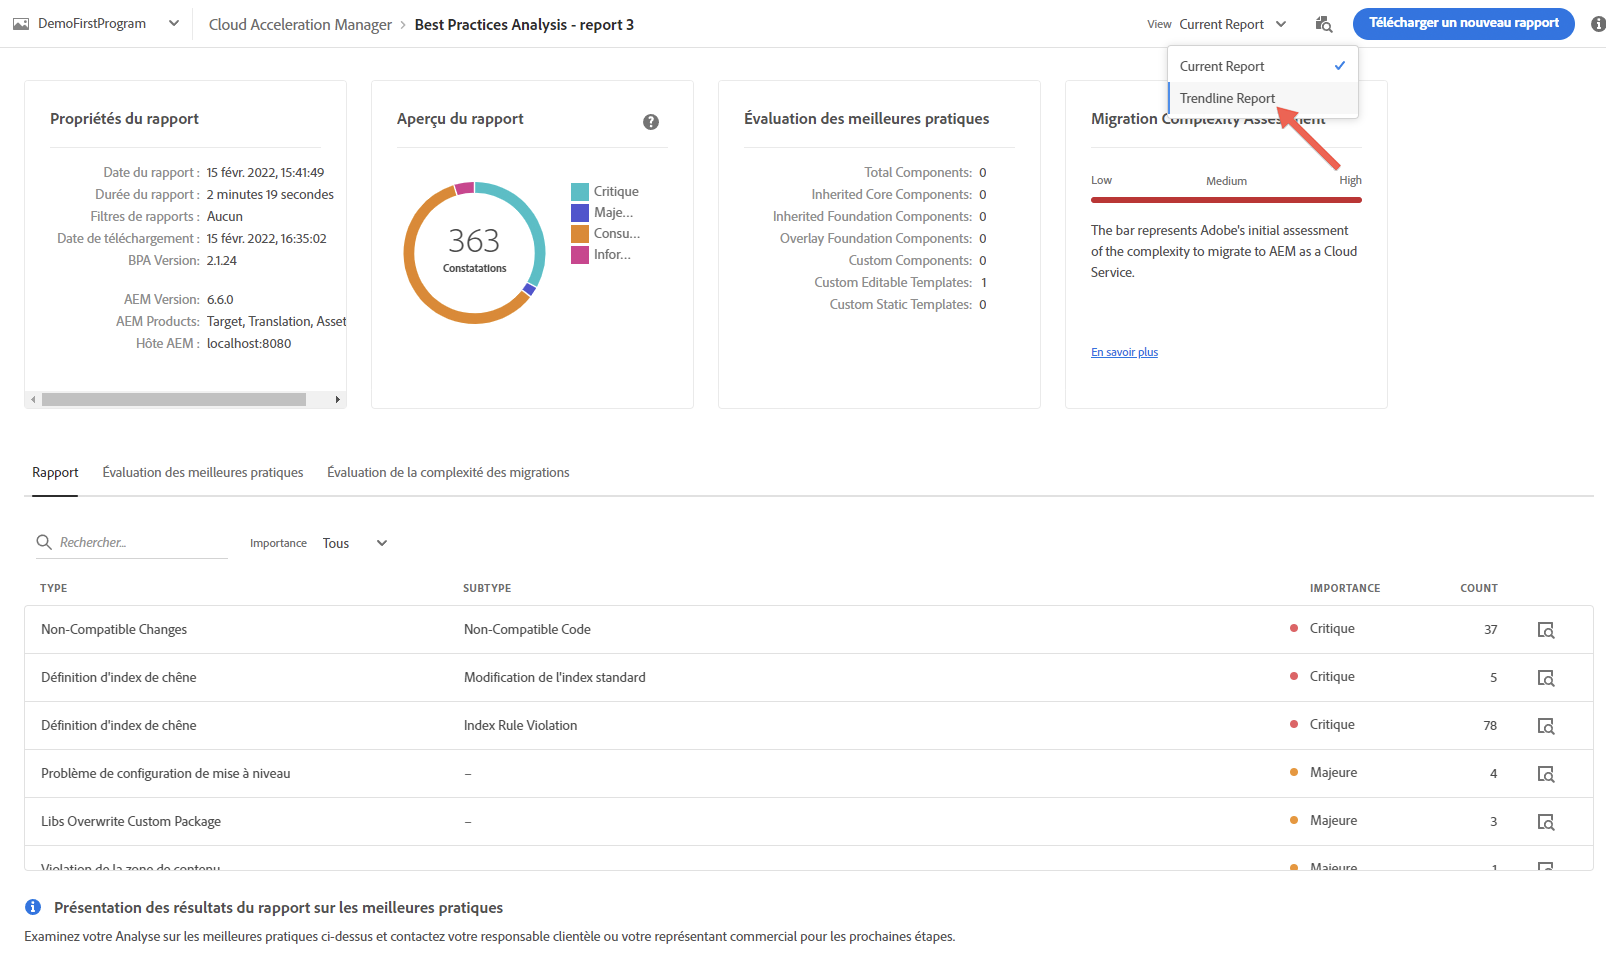 DemoFirstProgram
Cloud Acceleration Manager > Best Practices Analysis - report 3
View Current Report
Télécharger un nouveau rapport
Current Report
Trendline Report
Propriétés du rapport
Date du rapport : 15 févr. 2022, 15:41:49
Durée du rapport : 2 minutes 19 secondes
Filtres de rapports : Aucun
Date de téléchargement : 15 févr. 2022, 16:35:02
BPA Version: 2.1.24
AEM Version: 6.6.0
AEM Products: Target, Translation, Asset
Hôte AEM : localhost:8080
Aperçu du rapport
363
Constatations
Critique
Maje...
Consu...
Infor...
Évaluation des meilleures pratiques
Total Components: 0
Inherited Core Components: 0
Inherited Foundation Components: 0
Overlay Foundation Components: 0
Custom Components: 0
Custom Editable Templates: 1
Custom Static Templates: 0
Migration Complexity Assessment
Low Medium High
The bar represents Adobe's initial assessment
of the complexity to migrate to AEM as a Cloud
Service.
En savoir plus
Rapport Évaluation des meilleures pratiques Évaluation de la complexité des migrations
Rechercher... Importance Tous
TYPE SUBTYPE IMPORTANCE COUNT
Non-Compatible Changes Non-Compatible Code Critique 37
Définition d'index de chêne Modification de l'index standard Critique 5
Définition d'index de chêne Index Rule Violation Critique 78
Problème de configuration de mise à niveau – Majeure 4
Libs Overwrite Custom Package – Majeure 3
Violation de la zone de contenu Majeure 1
Présentation des résultats du rapport sur les meilleures pratiques
Examinez votre Analyse sur les meilleures pratiques ci-dessus et contactez votre responsable clientèle ou votre représentant commercial pour les prochaines étapes.